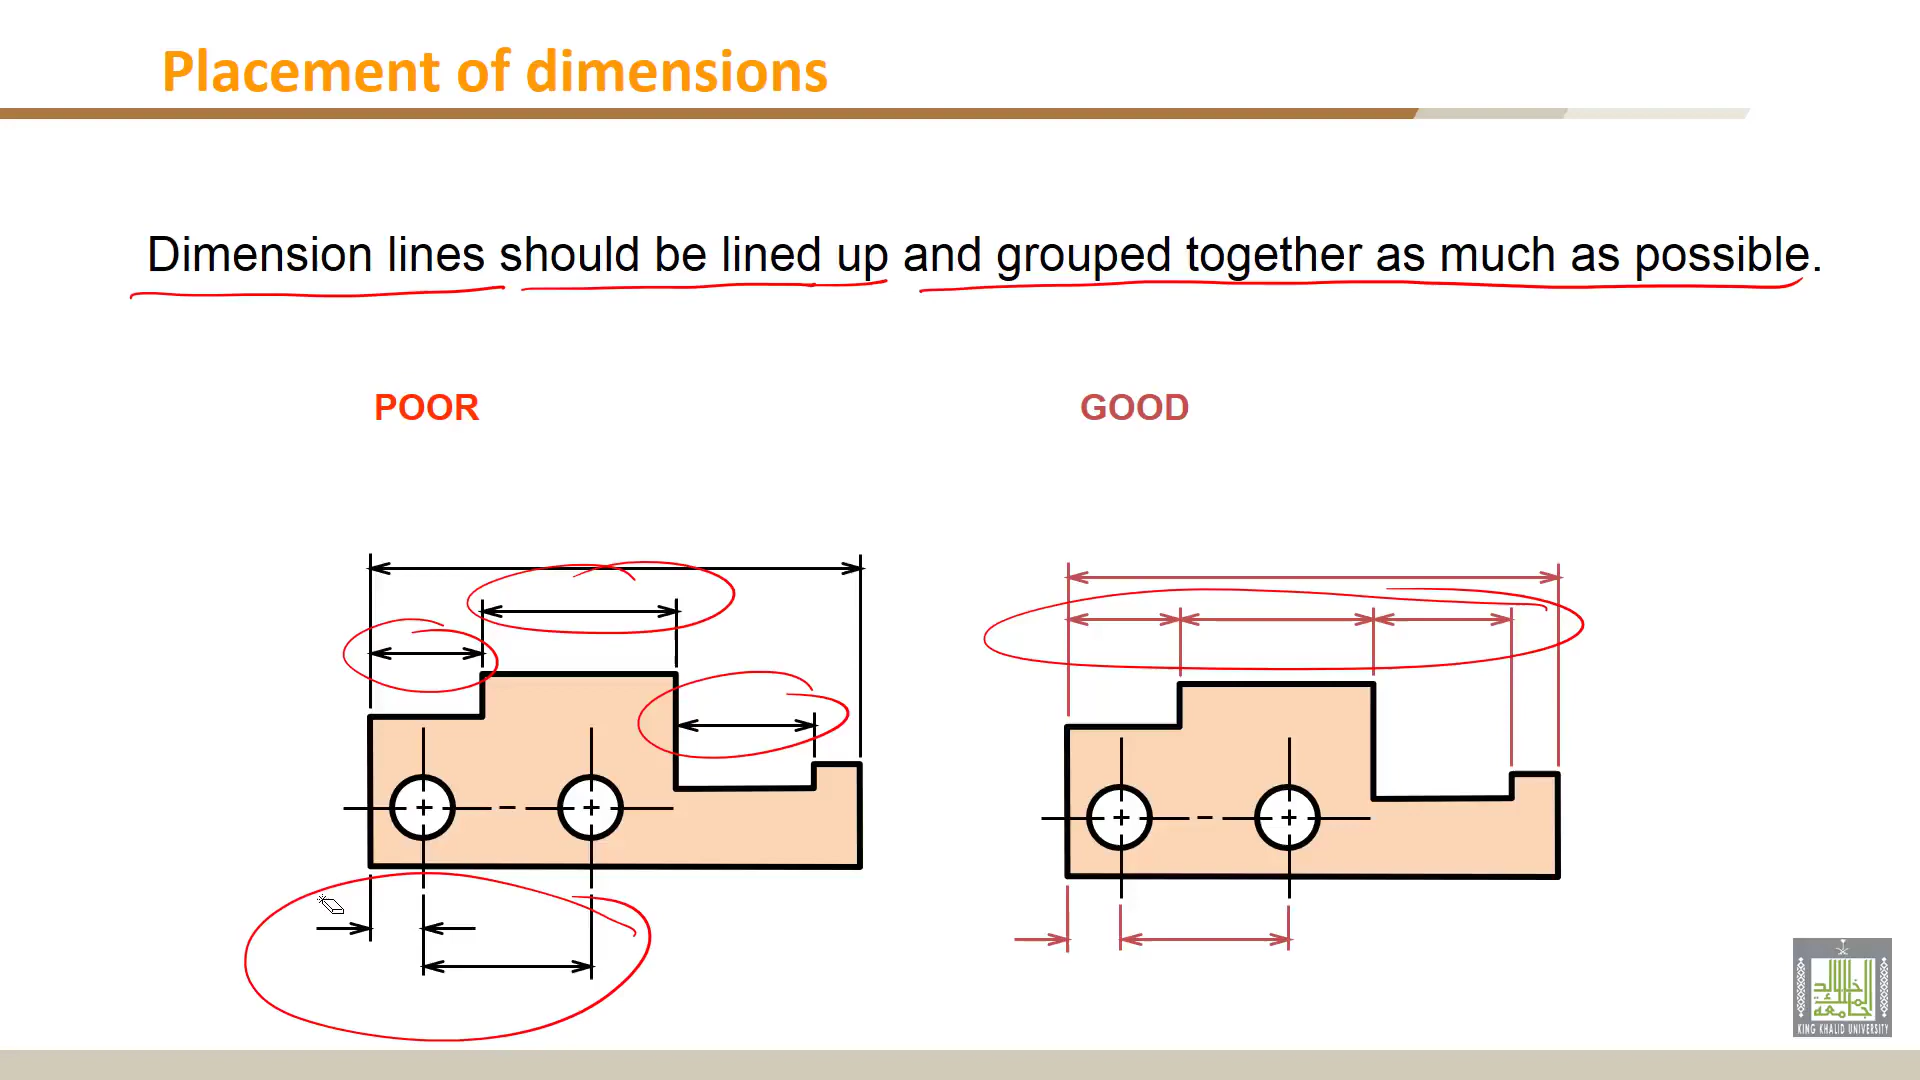 Placement of dimensions
Dimension lines should be lined up and grouped together as much as possible.
POOR
GOOD
KING KHALID UNIVERSITY